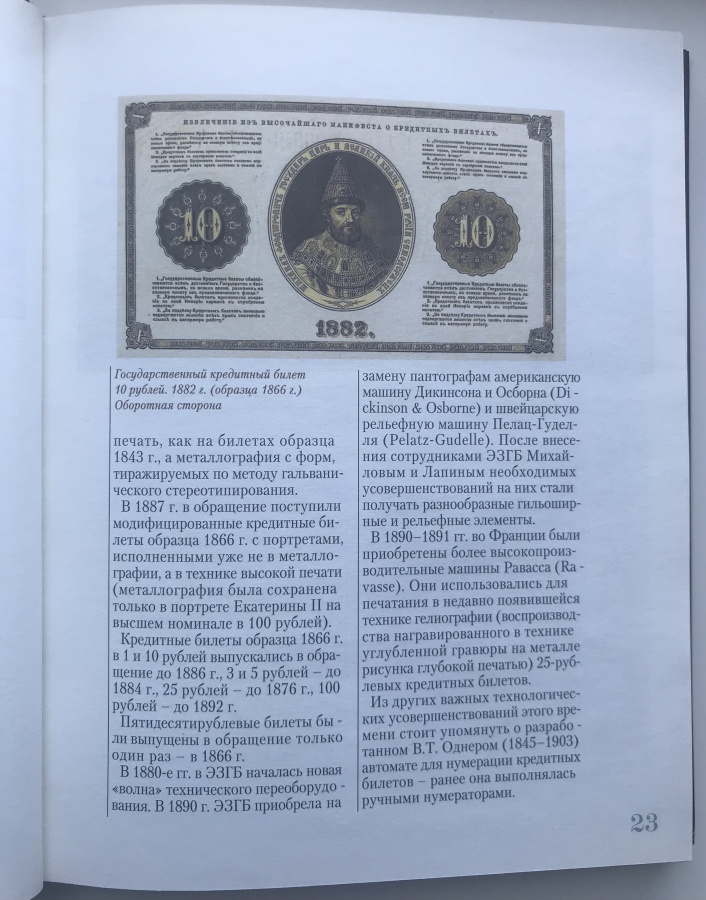 ИЗВЛЕЧЕНІЕ ИЗЪ ВЫСОЧАЙШАГО МАНИФЕСТА О КРЕДИТНЫХЪ БИЛЕТАХЪ.
10
10
1882.
Государственный кредитный билет
10 рублей. 1882 г. (образца 1866 г.)
Оборотная сторона
печать, как на билетах образца
1843 г., а металлография с форм,
тиражируемых по методу гальвани-
ческого стереотипирования.
В 1887 г. в обращение поступили
модифицированные кредитные би-
леты образца 1866 г. с портретами,
исполненными уже не в металло-
графии, а в технике высокой печати
(металлография была сохранена
только в портрете Екатерины II на
высшем номинале в 100 рублей).
Кредитные билеты образца 1866 г.
в 1 и 10 рублей выпускались в обра-
щение до 1886 г., 3 и 5 рублей – до
1884 г., 25 рублей – до 1876 г., 100
рублей – до 1892 г.
Пятидесятирублевые билеты бы -
ли выпущены в обращение только
один раз – в 1866 г.
В 1880-е гг. в ЭЗГБ началась новая
«волна» технического переоборудо -
вания. В 1890 г. ЭЗГБ приобрела на
замену пантографам американскую
машину Дикинсона и Осборна (Di -
ckinson & Osborne) и швейцарскую
рельефную машину Пелац-Гудел-
ля (Pelatz-Gudelle). После внесе-
ния сотрудниками ЭЗГБ Михай-
ловым и Лапиным необходимых
усовершенствований на них стали
получать разнообразные гильошир-
ные и рельефные элементы.
В 1890–1891 гг. во Франции были
приобретены более высокопроиз-
водительные машины Равасса (Ra -
vasse). Они использовались для
печатания в недавно появившейся
технике гелиографии (воспроизвод-
ства награвированного в технике
углубленной гравюры на металле
рисунка глубокой печатью) 25-руб-
левых кредитных билетов.
Из других важных технологичес-
ких усовершенствований этого вре-
мени стоит упомянуть о разрабо -
танном В.Т. Однером (1845–1903)
автомате для нумерации кредитных
билетов – ранее она выполнялась
ручными нумераторами.
23